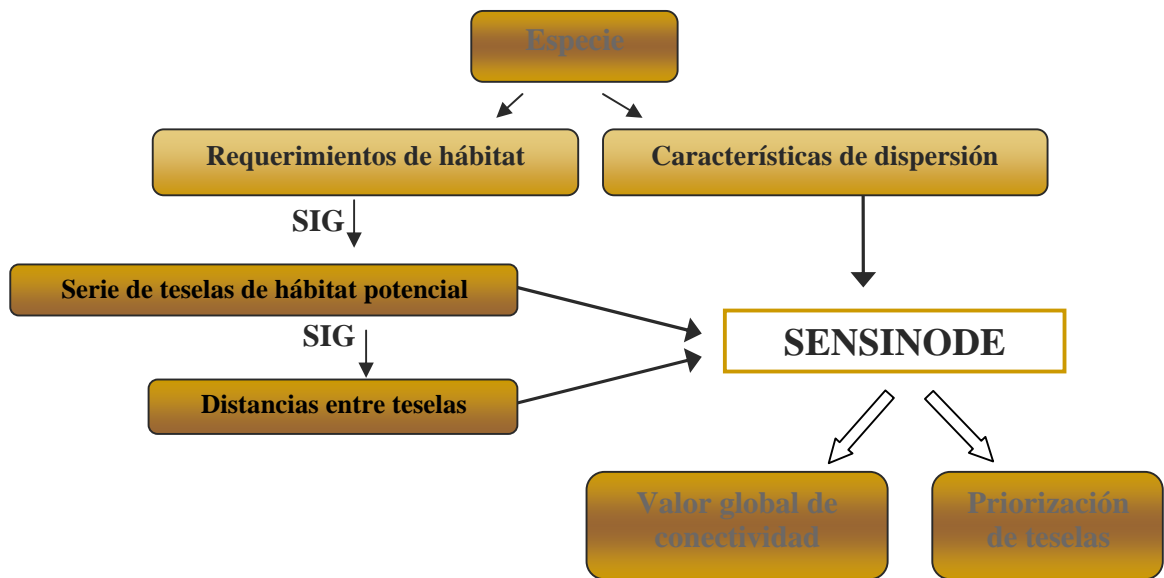 Especie
Requerimientos de hábitat
Características de dispersión
SIG
Serie de teselas de hábitat potencial
SIG
SENSINODE
Distancias entre teselas
Valor global de
conectividad
Priorización
de teselas